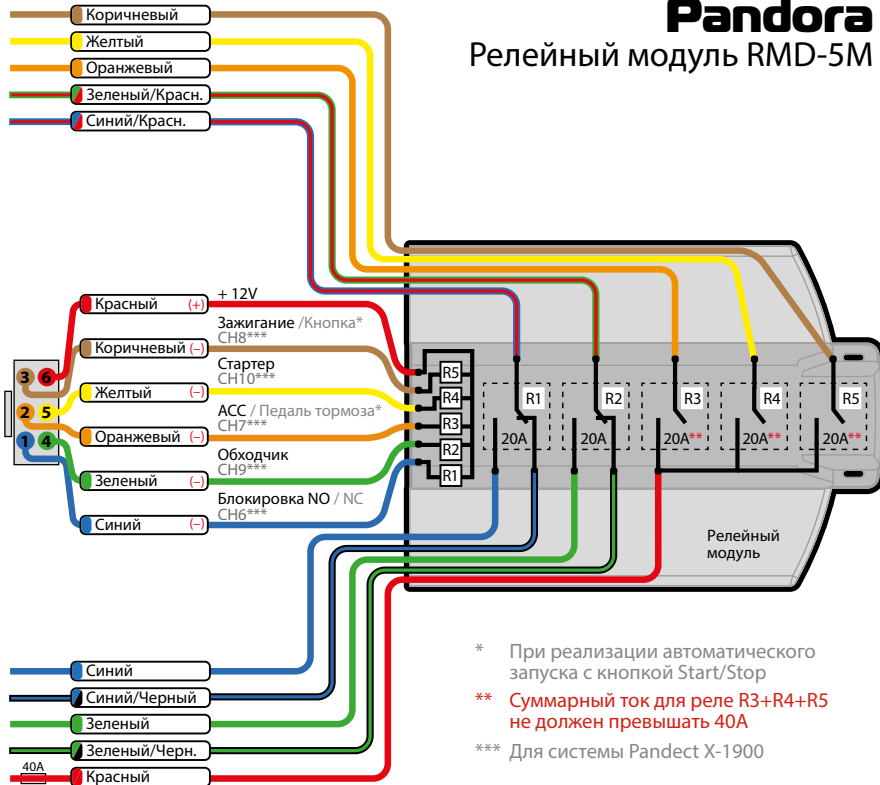 Pandora
Релейный модуль RMD-5M
Коричневый
Желтый
Оранжевый
Зеленый/Красн.
Синий/Красн.
3 6
2 5
1 4
Красный (+)
+ 12V
Коричневый (–)
Зажигание /Кнопка*
CH8***
Желтый (–)
Стартер
CH10***
Оранжевый (–)
ACC / Педаль тормоза*
CH7***
Зеленый (–)
Обходчик
CH9***
Синий (–)
Блокировка NO / NC
CH6***
R5
R4
R3
R2
R1
R1
R2
R3
R4
R5
20A
20A
20A**
20A**
20A**
Релейный
модуль
Синий
Синий/Черный
Зеленый
Зеленый/Черн.
40A
Красный
* При реализации автоматического
запуска с кнопкой Start/Stop
** Суммарный ток для реле R3+R4+R5
не должен превышать 40А
*** Для системы Pandect X-1900